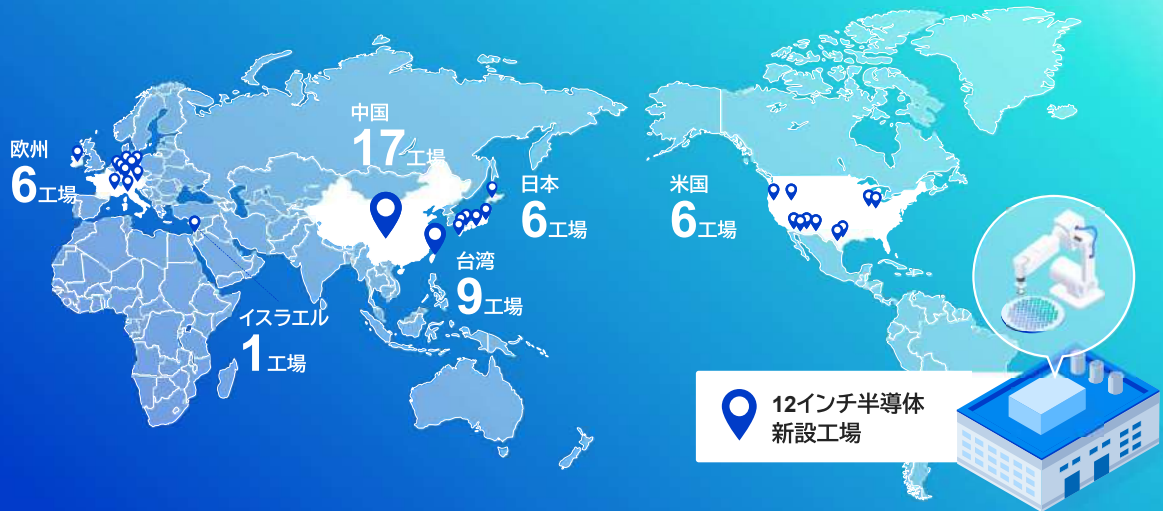 欧州
6工場
中国
17工場
日本
6工場
台湾
9工場
イスラエル
1工場
米国
6工場
12インチ半導体
新設工場